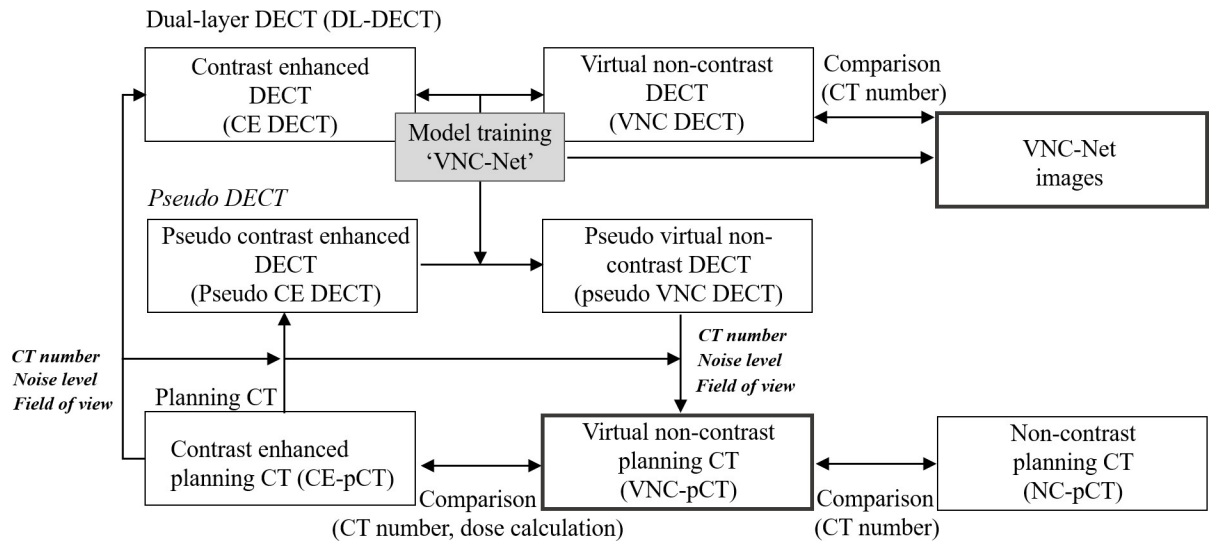 Dual-layer DECT (DL-DECT)
Contrast enhanced
DECT
(CE DECT)
Virtual non-contrast
DECT
(VNC DECT)
Comparison
(CT number)
Model training
‘VNC-Net’
VNC-Net
images
Pseudo DECT
Pseudo contrast enhanced
DECT
(Pseudo CE DECT)
Pseudo virtual non-
contrast DECT
(pseudo VNC DECT)
CT number
Noise level
Field of view
CT number
Noise level
Field of view
Planning CT
Contrast enhanced
planning CT (CE-pCT)
Virtual non-contrast
planning CT
(VNC-pCT)
Non-contrast
planning CT
(NC-pCT)
Comparison
(CT number, dose calculation)
Comparison
(CT number)